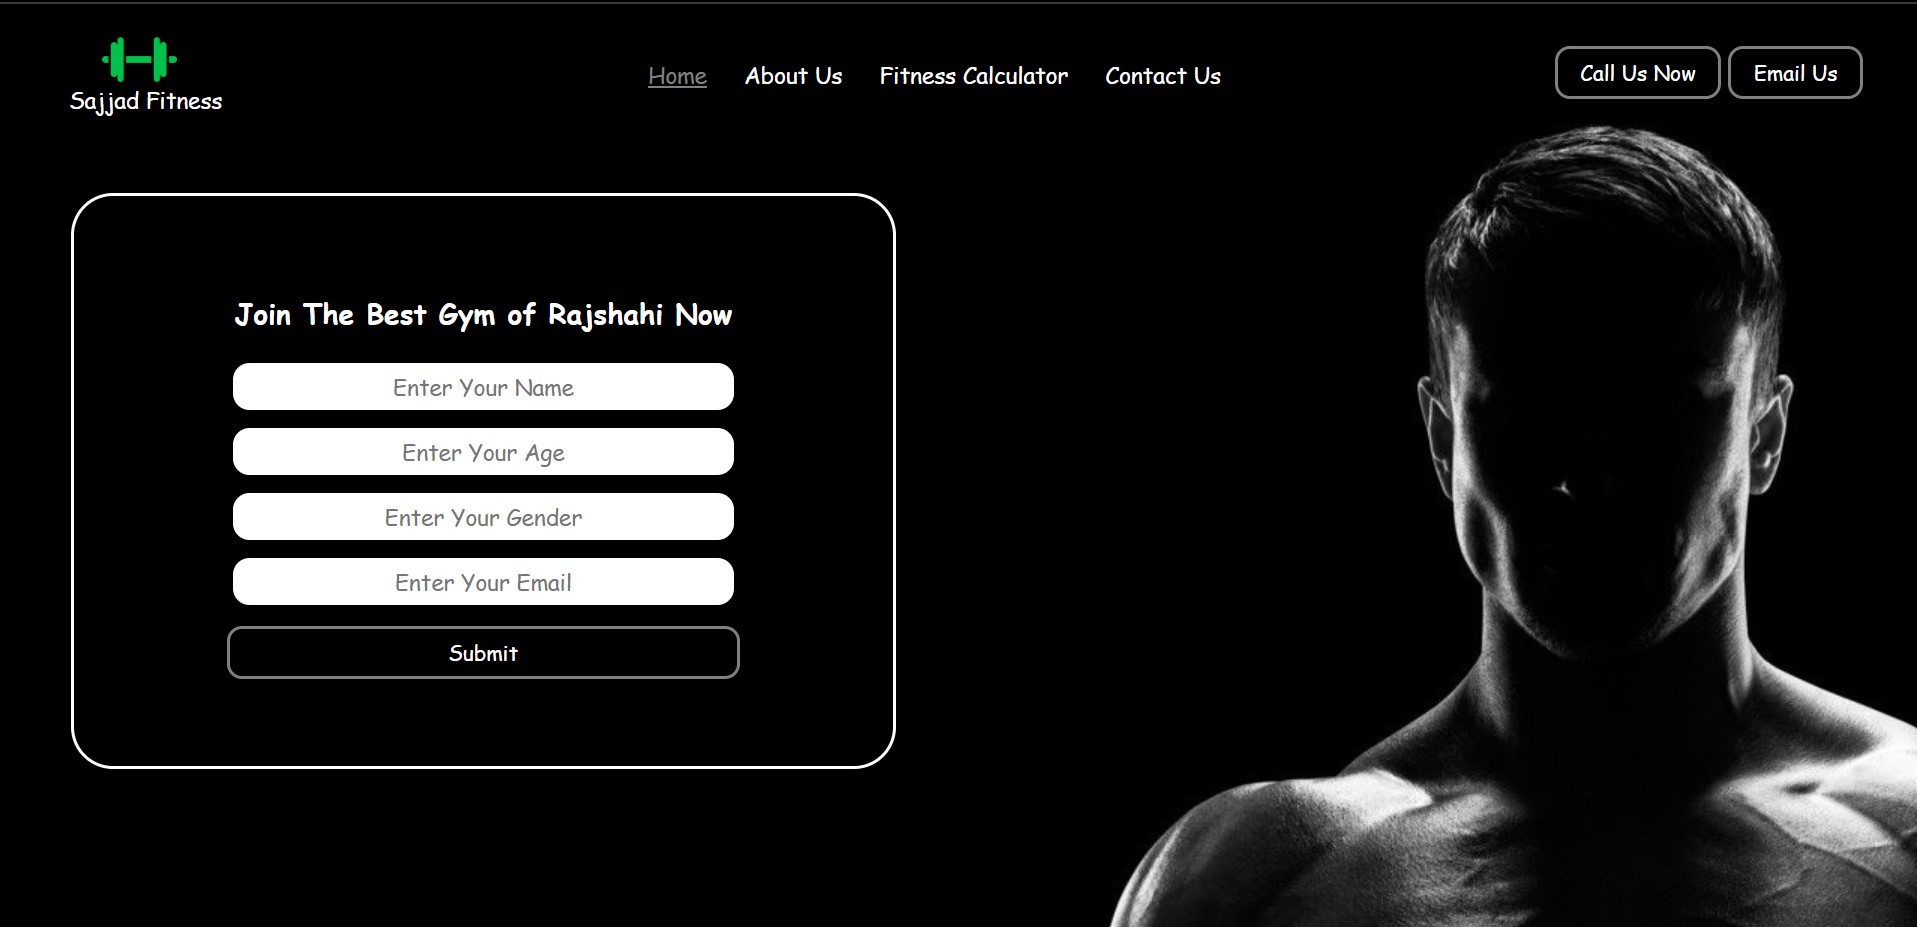 Sajjad Fitness
Home About Us Fitness Calculator Contact Us
Call Us Now Email Us
Join The Best Gym of Rajshahi Now
Enter Your Name
Enter Your Age
Enter Your Gender
Enter Your Email
Submit